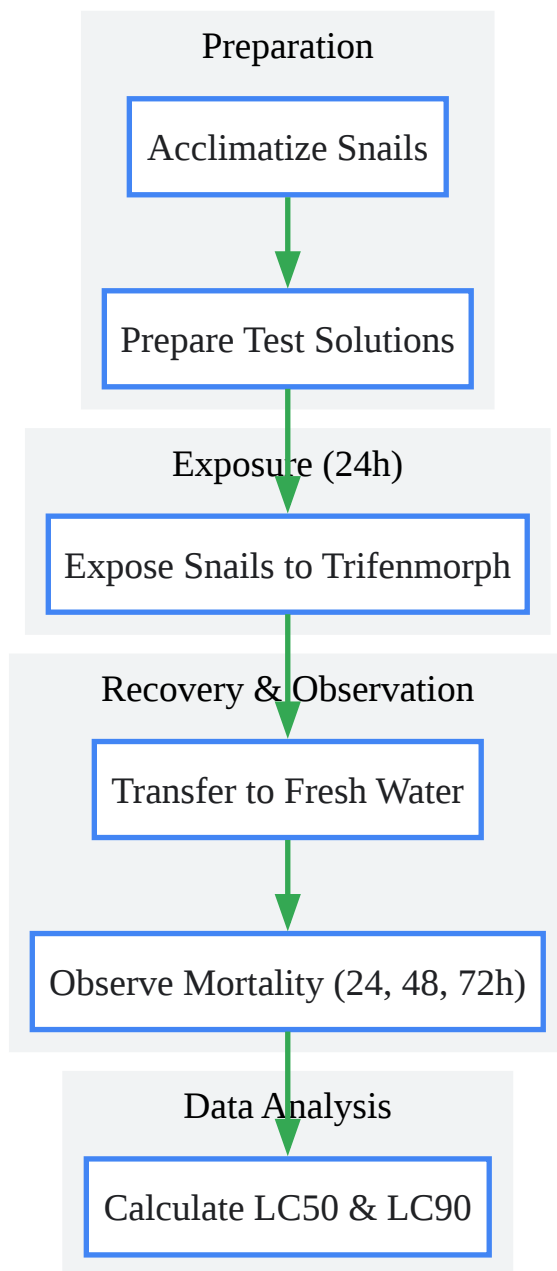 Preparation
Acclimatize Snails
Prepare Test Solutions
Exposure (24h)
Expose Snails to Trifenmorph
Recovery & Observation
Transfer to Fresh Water
Observe Mortality (24, 48, 72h)
Data Analysis
Calculate LC50 & LC90